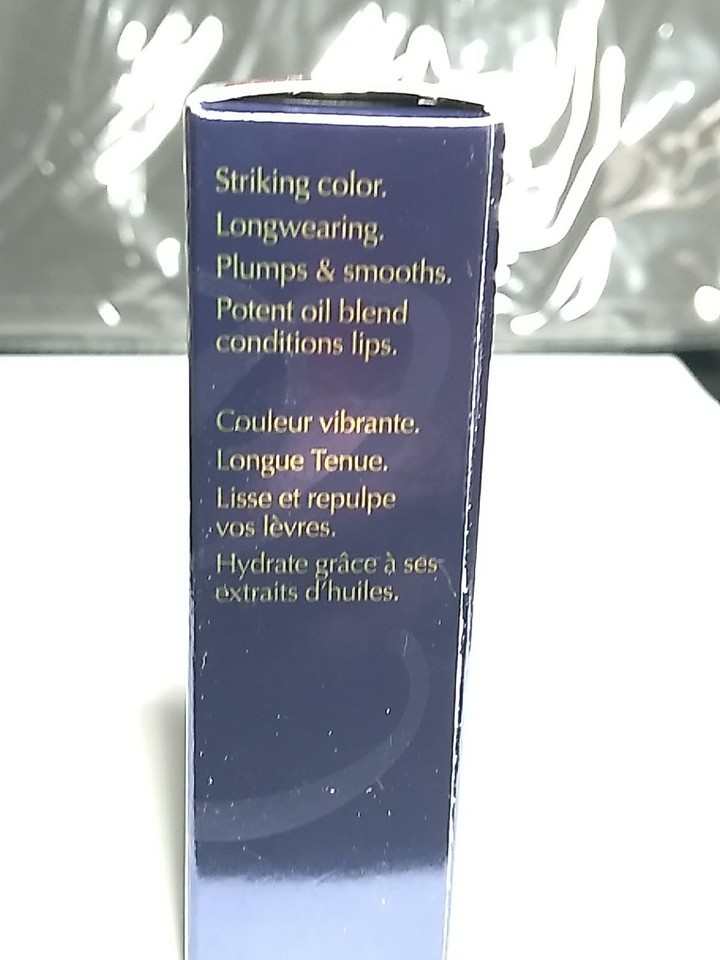 Striking color.
Longwearing.
Plumps & smooths.
Potent oil blend
conditions lips.
Couleur vibrante.
Longue Tenue.
Lisse et repulpe
vos lèvres.
Hydrate grâce à ses
extraits d'huiles.